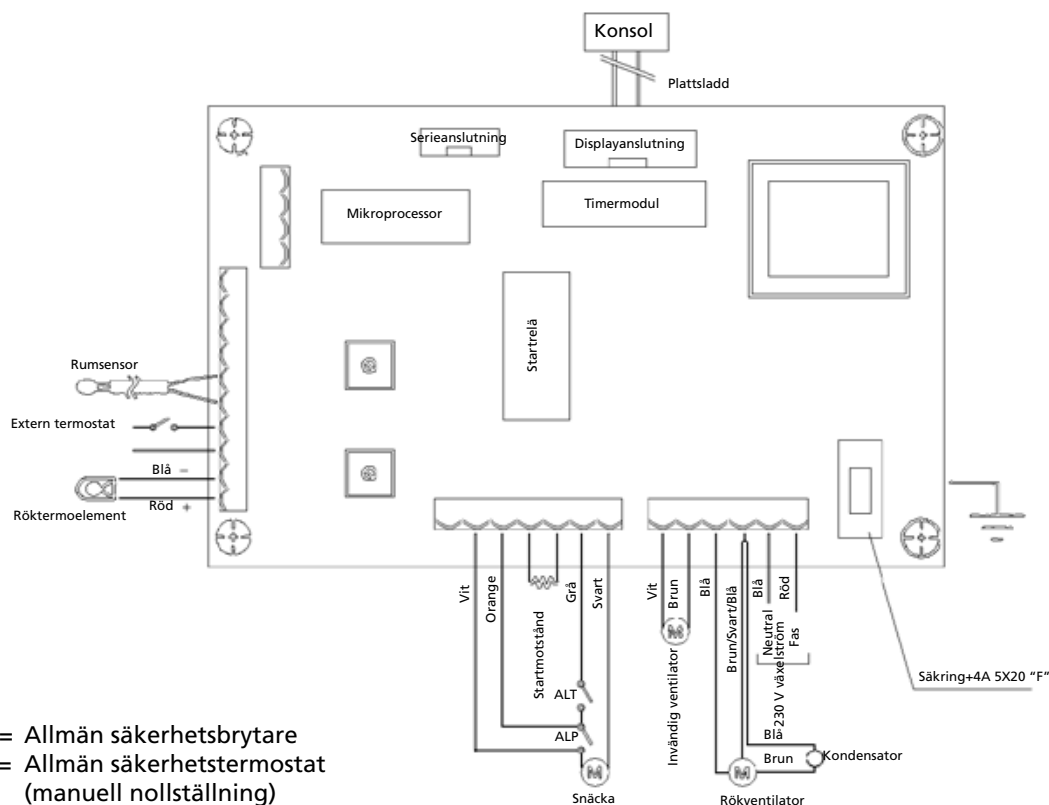 Konsol
Plattsladd
Serieanslutning
Displayanslutning
Mikroprocessor
Timermodul
Startrelä
Rumsensor
Extern termostat
Blå −
Röd +
Röktermoelement
Vit
Orange
Startmotstånd
Grå
Svart
Vit
Brun
Blå
Brun/Svart/Blå
Blå
Röd
Neutral
Fas
230 V växelström
Invändig ventilator
Säkring+4A 5X20 “F”
ALT
ALP
M
M
M
Blå
Brun
Kondensator
Snäcka
Rökventilator
= Allmän säkerhetsbrytare
= Allmän säkerhetstermostat
(manuell nollställning)